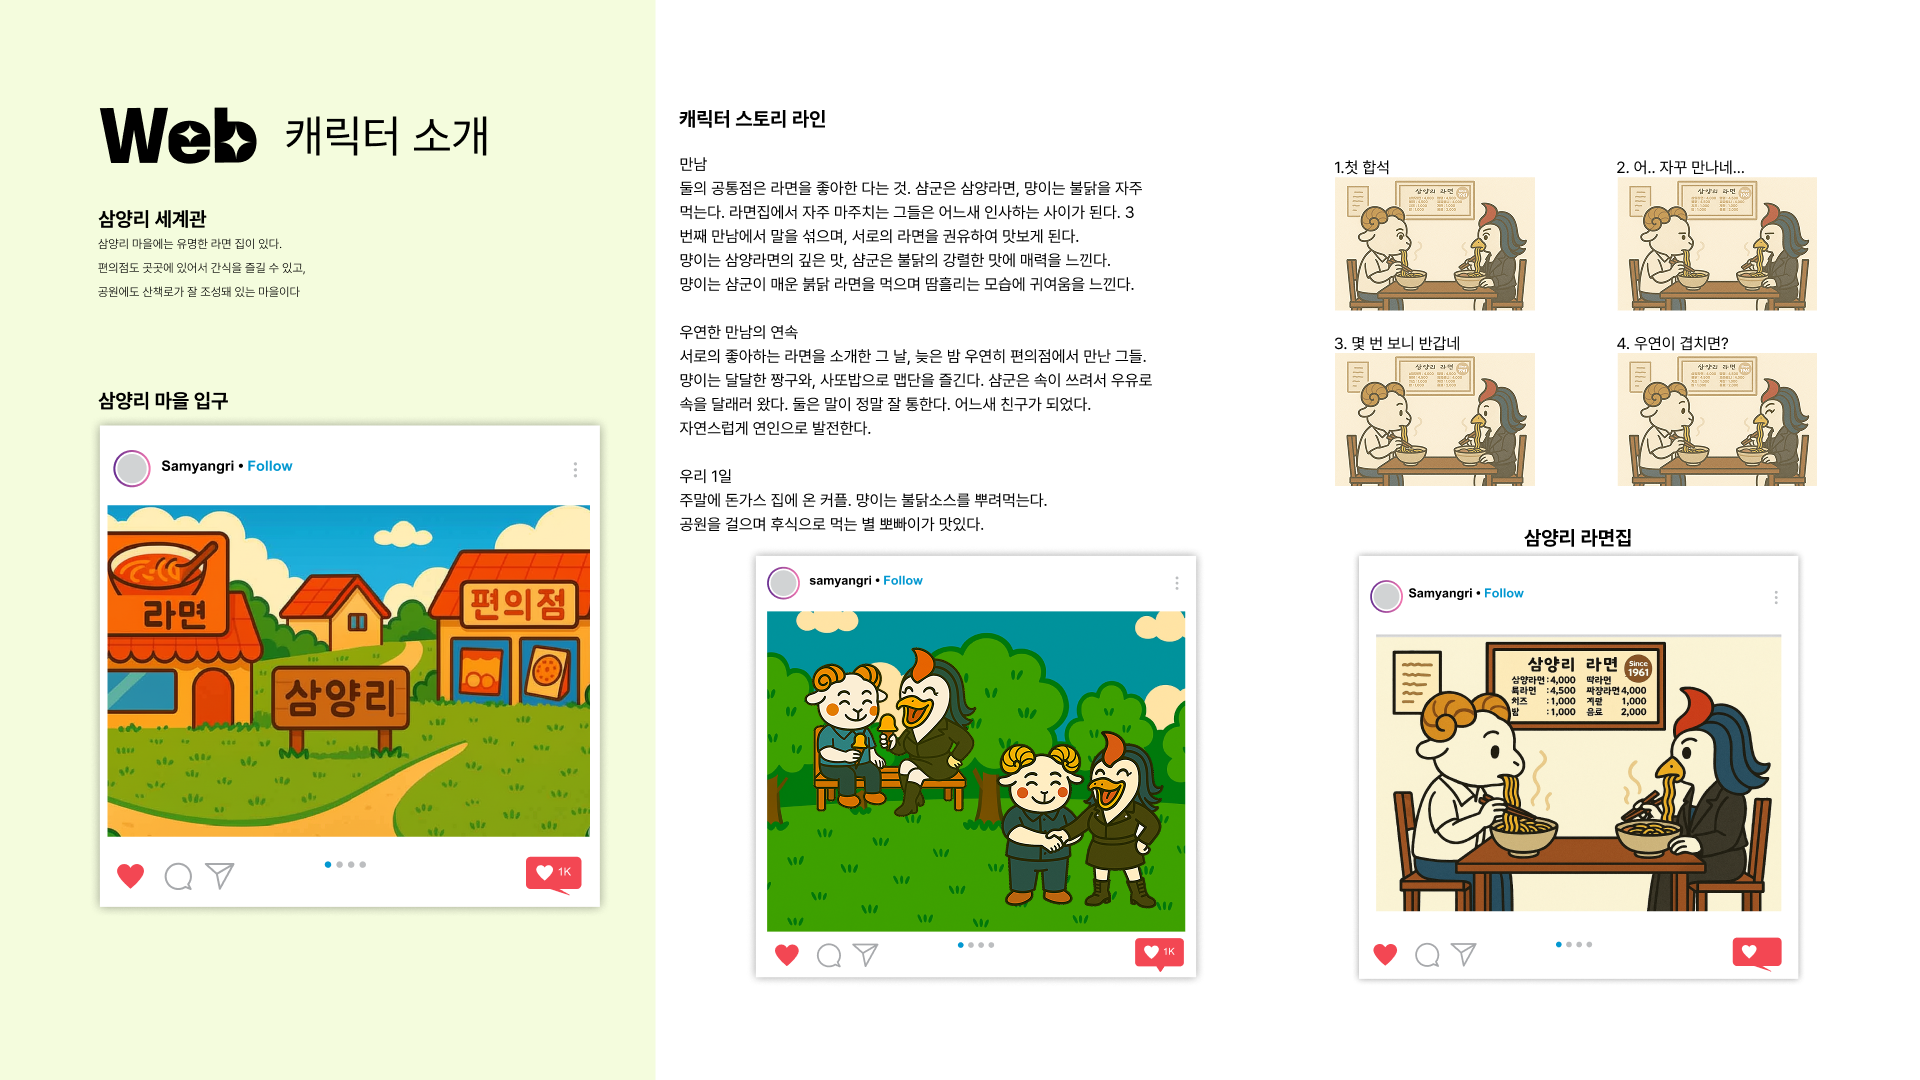 Web 캐릭터 소개
삼양리 세계관
삼양리 마을에는 유명한 라면 집이 있다.
편의점도 곳곳에 있어서 간식을 즐길 수 있고,
공원에도 산책로가 잘 조성돼 있는 마을이다
삼양리 마을 입구
Samyangri • Follow
라면
편의점
삼양리
1K
캐릭터 스토리 라인
만남
둘의 공통점은 라면을 좋아한 다는 것. 샴군은 삼양라면, 먕이는 불닭을 자주
먹는다. 라면집에서 자주 마주치는 그들은 어느새 인사하는 사이가 된다. 3
번째 만남에서 말을 섞으며, 서로의 라면을 권유하여 맛보게 된다.
먕이는 삼양라면의 깊은 맛, 샴군은 불닭의 강렬한 맛에 매력을 느낀다.
먕이는 샴군이 매운 붉닭 라면을 먹으며 땀흘리는 모습에 귀여움을 느낀다.
우연한 만남의 연속
서로의 좋아하는 라면을 소개한 그 날, 늦은 밤 우연히 편의점에서 만난 그들.
먕이는 달달한 짱구와, 사또밥으로 맵단을 즐긴다. 샴군은 속이 쓰려서 우유로
속을 달래러 왔다. 둘은 말이 정말 잘 통한다. 어느새 친구가 되었다.
자연스럽게 연인으로 발전한다.
우리 1일
주말에 돈가스 집에 온 커플. 먕이는 불닭소스를 뿌려먹는다.
공원을 걸으며 후식으로 먹는 별 뽀빠이가 맛있다.
samyangri • Follow
1K
1.첫 합석
2. 어.. 자꾸 만나네...
삼양리 라면
삼양리 라면
3. 몇 번 보니 반갑네
4. 우연이 겹치면?
삼양리 라면
삼양리 라면
삼양리 라면집
Samyangri • Follow
삼양리 라면
Since
1961
삼양라면:4,000 떡라면
:4,500 짜장라면4,000
치즈 :1,000 계란 1,000
:1,000 음료 2,000